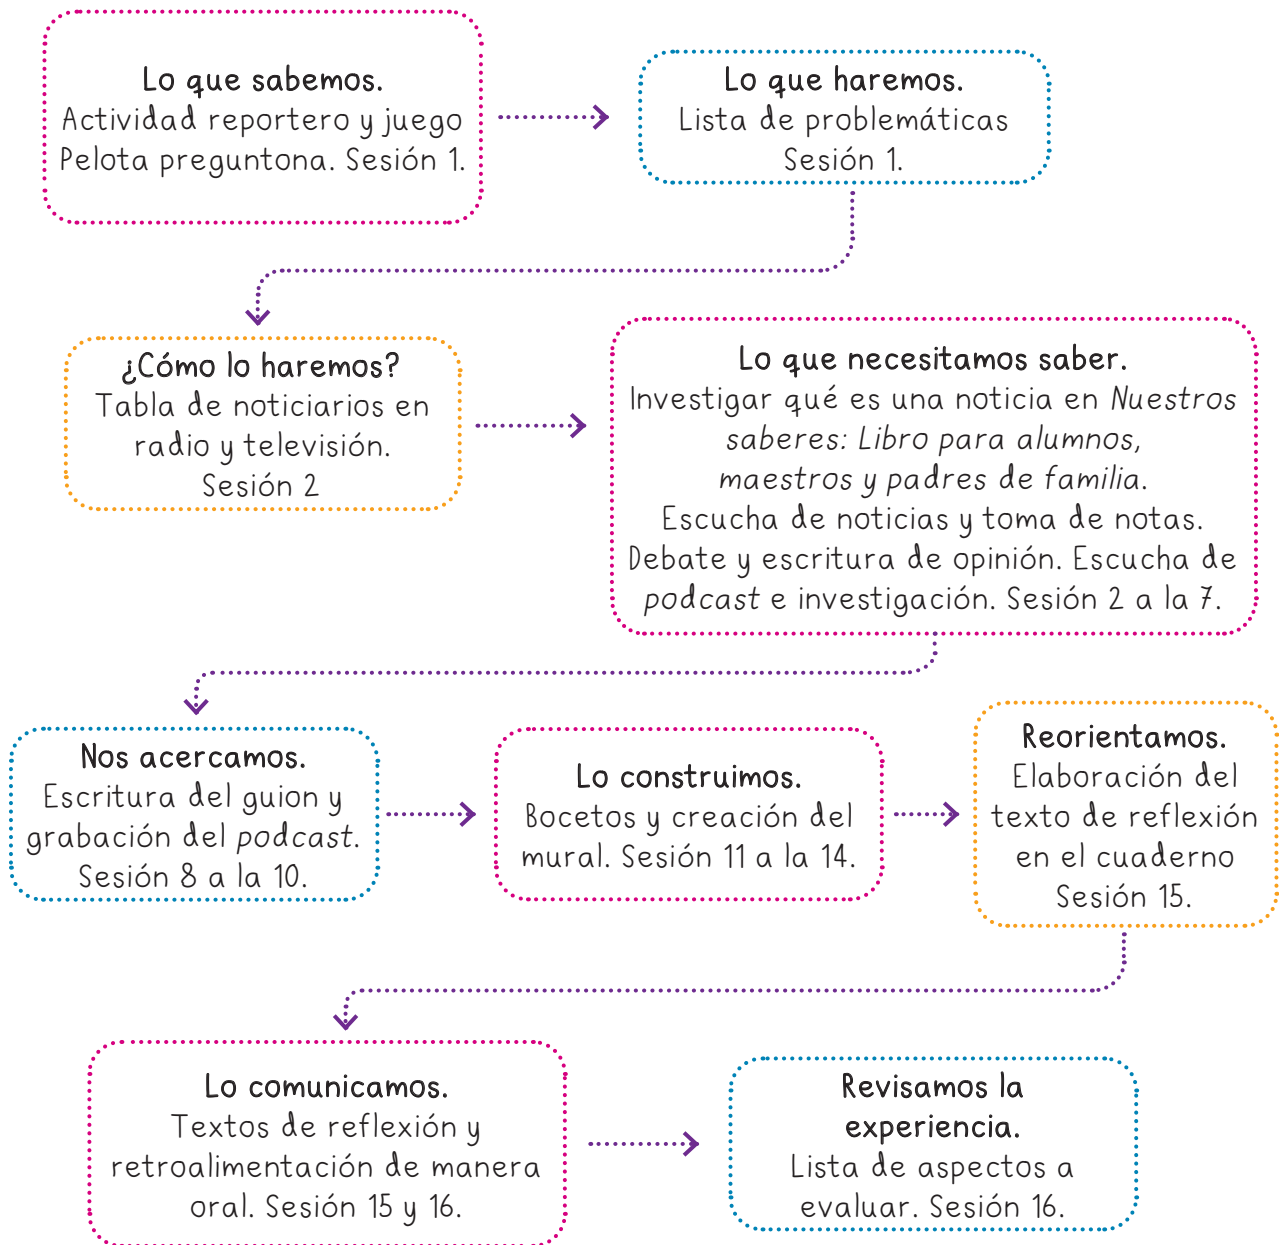 Lo que sabemos.
Actividad reportero y juego
Pelota preguntona. Sesión 1.
Lo que haremos.
Lista de problemáticas
Sesión 1.
¿Cómo lo haremos?
Tabla de noticiarios en
radio y televisión.
Sesión 2
Lo que necesitamos saber.
Investigar qué es una noticia en Nuestros
saberes: Libro para alumnos,
maestros y padres de familia.
Escucha de noticias y toma de notas.
Debate y escritura de opinión. Escucha de
podcast e investigación. Sesión 2 a la 7.
Nos acercamos.
Escritura del guion y
grabación del podcast.
Sesión 8 a la 10.
Lo construimos.
Bocetos y creación del
mural. Sesión 11 a la 14.
Reorientamos.
Elaboración del
texto de reflexión
en el cuaderno
Sesión 15.
Lo comunicamos.
Textos de reflexión y
retroalimentación de manera
oral. Sesión 15 y 16.
Revisamos la
experiencia.
Lista de aspectos a
evaluar. Sesión 16.